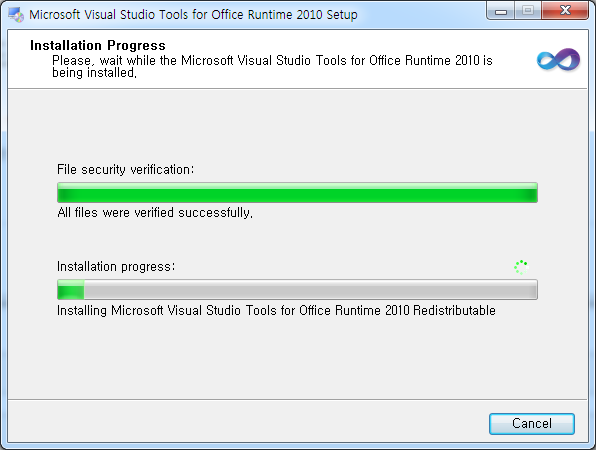 Microsoft Visual Studio Tools for Office Runtime 2010 Setup
Installation Progress
Please, wait while the Microsoft Visual Studio Tools for Office Runtime 2010 is
being installed.
File security verification:
All files were verified successfully.
Installation progress:
Installing Microsoft Visual Studio Tools for Office Runtime 2010 Redistributable
Cancel